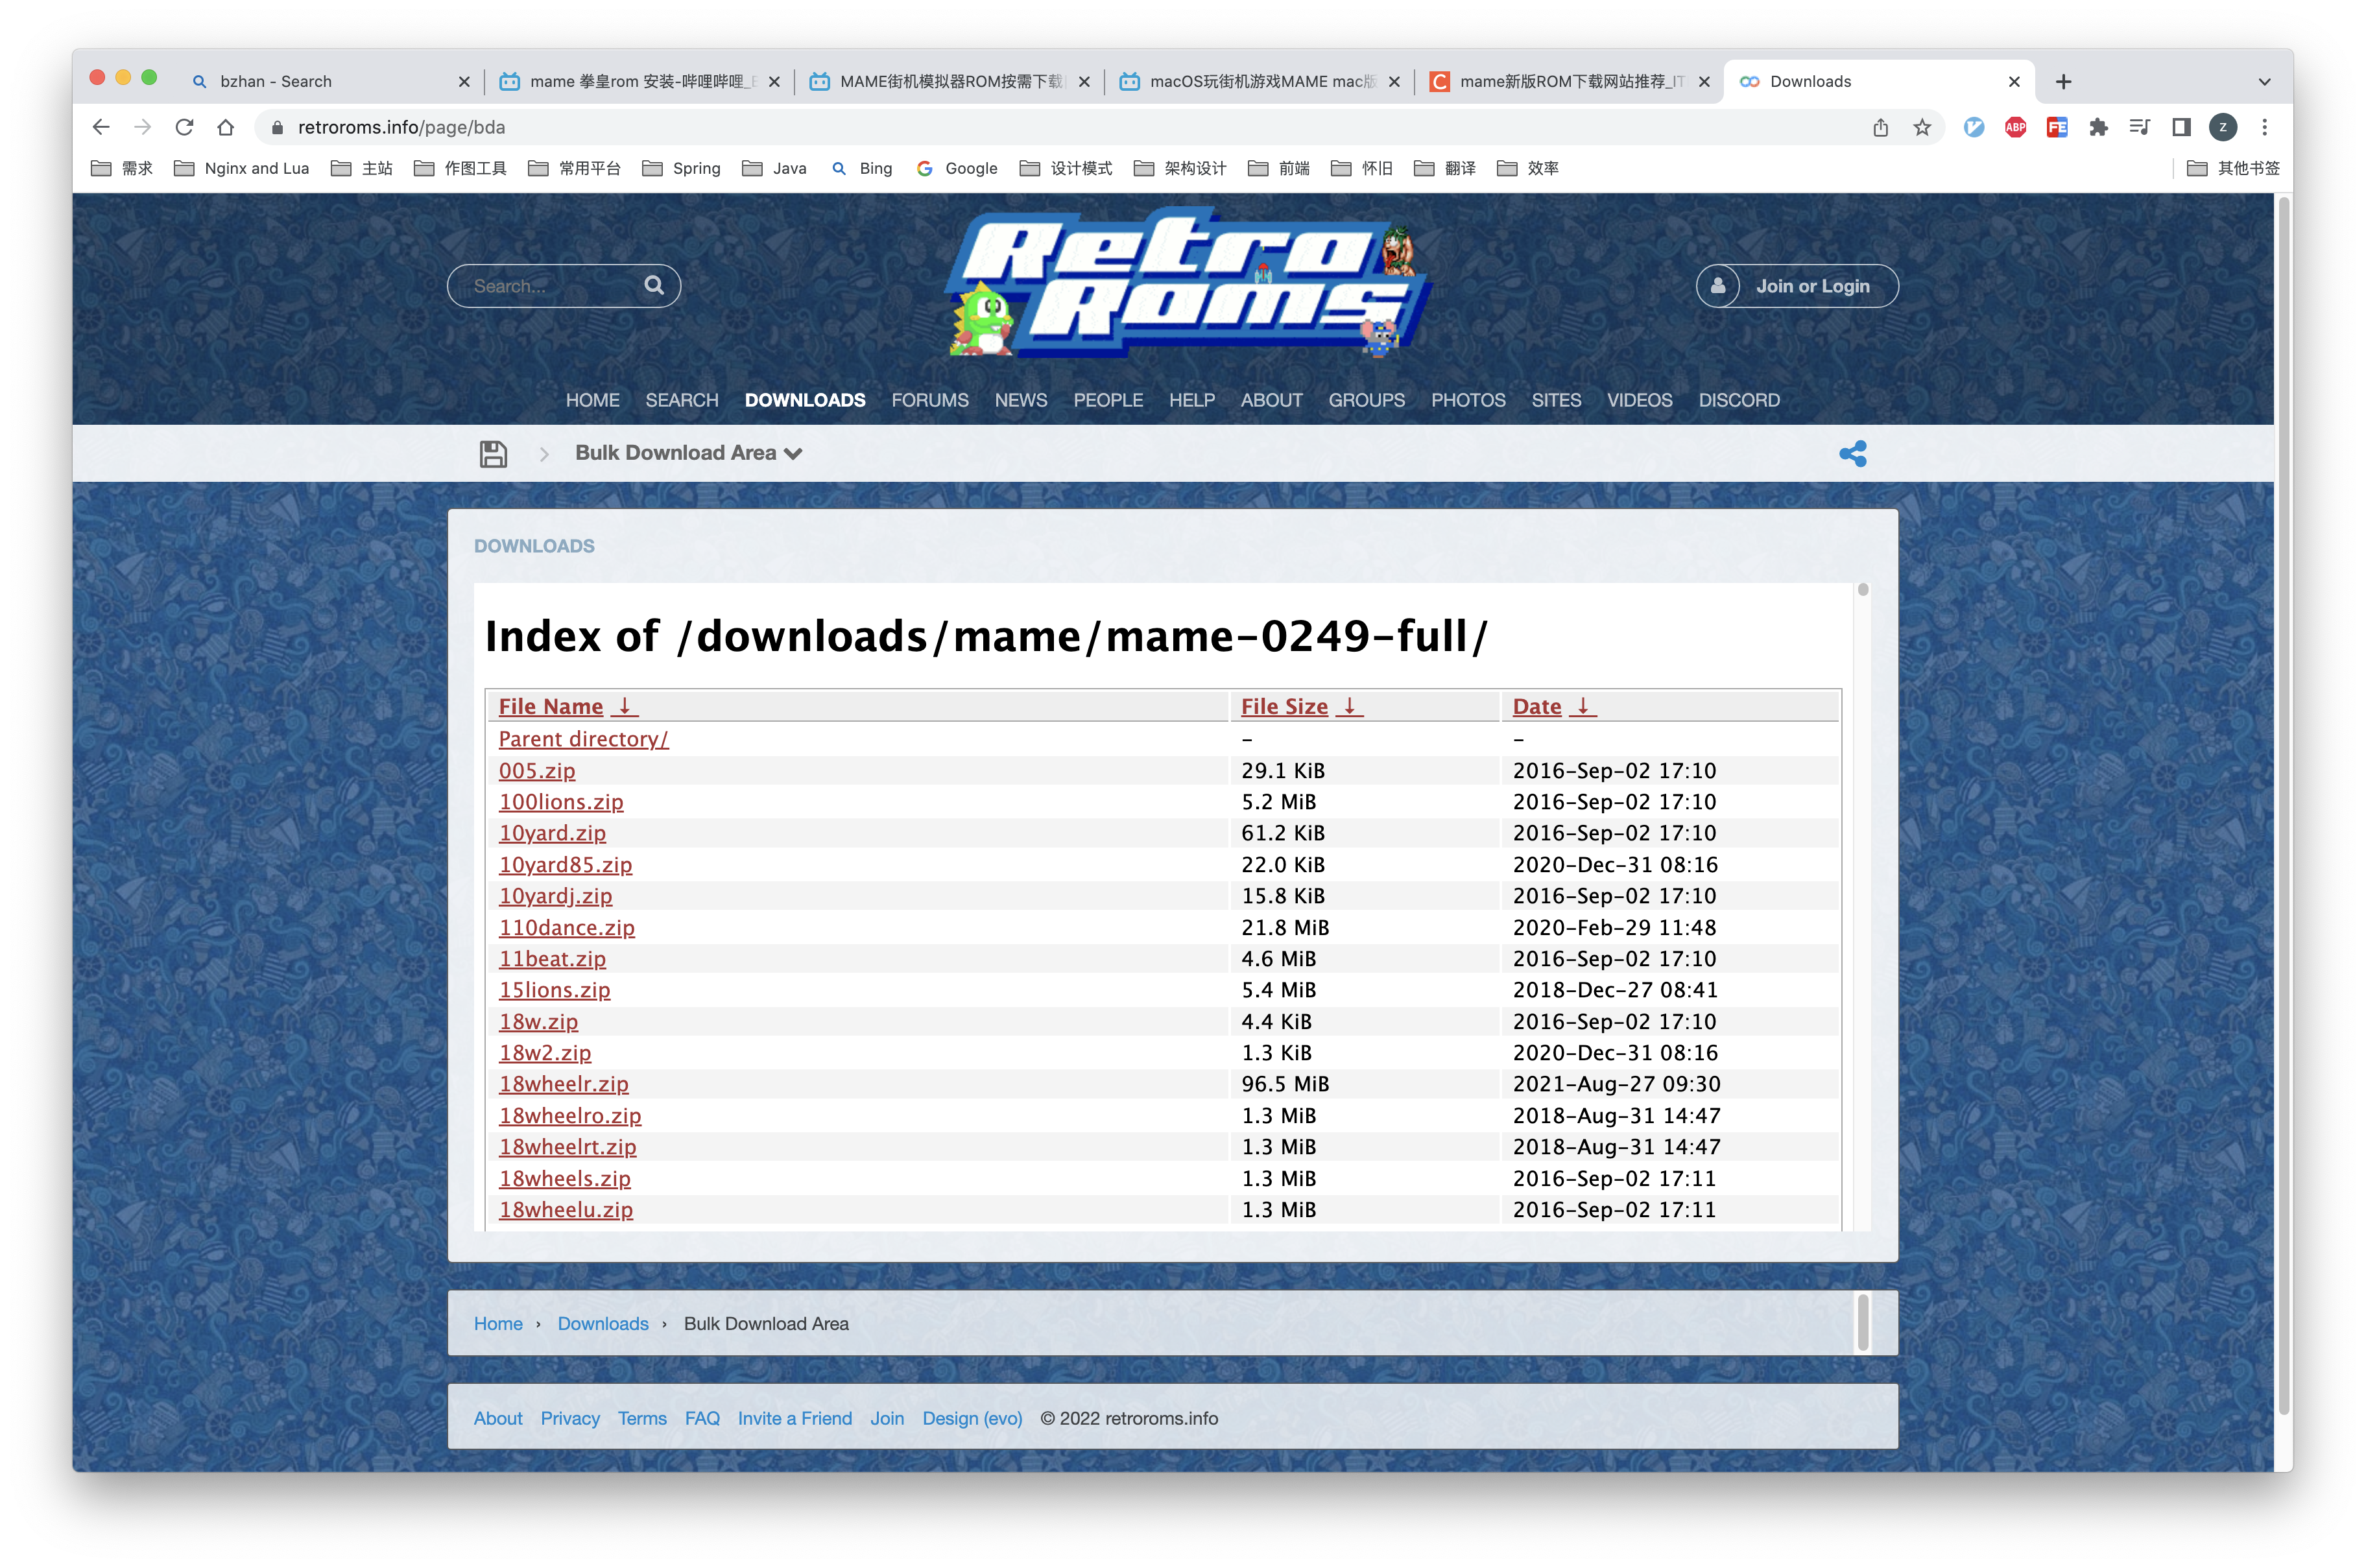 bzhan - Search
mame 拳皇rom 安装-哔哩哔哩_
MAME街机模拟器ROM按需下载
macOS玩街机游戏MAME mac版
mame新版ROM下载网站推荐_IT
Downloads
retroroms.info/page/bda
ABP
FE
Z
需求 Nginx and Lua 主站 作图工具 常用平台 Spring Java Bing Google 设计模式 架构设计 前端 怀旧 翻译 效率 其他书签
Retro
Roms
Search...
Join or Login
HOME SEARCH DOWNLOADS FORUMS NEWS PEOPLE HELP ABOUT GROUPS PHOTOS SITES VIDEOS DISCORD
Bulk Download Area
DOWNLOADS
Index of /downloads/mame/mame-0249-full/
File Name ↓ File Size ↓ Date ↓
Parent directory/ - -
005.zip 29.1 KiB 2016-Sep-02 17:10
100lions.zip 5.2 MiB 2016-Sep-02 17:10
10yard.zip 61.2 KiB 2016-Sep-02 17:10
10yard85.zip 22.0 KiB 2020-Dec-31 08:16
10yardj.zip 15.8 KiB 2016-Sep-02 17:10
110dance.zip 21.8 MiB 2020-Feb-29 11:48
11beat.zip 4.6 MiB 2016-Sep-02 17:10
15lions.zip 5.4 MiB 2018-Dec-27 08:41
18w.zip 4.4 KiB 2016-Sep-02 17:10
18w2.zip 1.3 KiB 2020-Dec-31 08:16
18wheelr.zip 96.5 MiB 2021-Aug-27 09:30
18wheelro.zip 1.3 MiB 2018-Aug-31 14:47
18wheelrt.zip 1.3 MiB 2018-Aug-31 14:47
18wheels.zip 1.3 MiB 2016-Sep-02 17:11
18wheelu.zip 1.3 MiB 2016-Sep-02 17:11
Home › Downloads › Bulk Download Area
About Privacy Terms FAQ Invite a Friend Join Design (evo) © 2022 retroroms.info